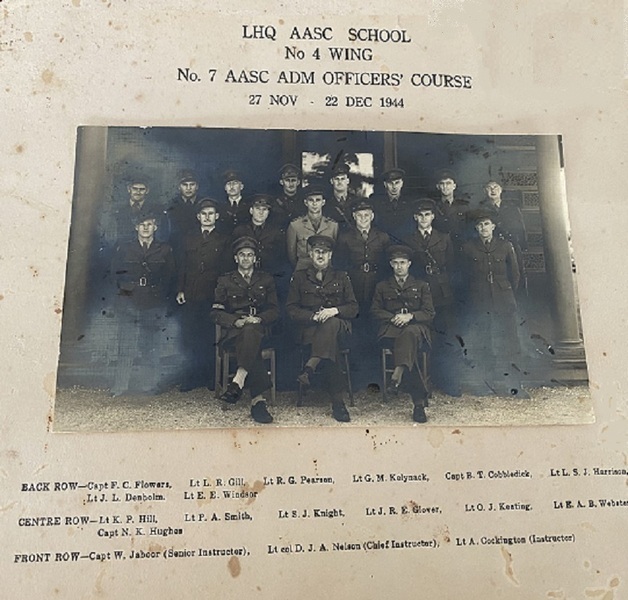 LHQ AASC SCHOOL
No 4 WING
No. 7 AASC ADM OFFICERS' COURSE
27 NOV - 22 DEC 1944
BACK ROW—Capt F. C. Flowers, Lt L. R. Gill, Lt R. G. Pearson, Lt G. M. Kolynack, Capt B. T. Cobbledick, Lt L. S. J. Harrison,
Lt J. L. Denholm. Lt E. E. Windsor
CENTRE ROW—Lt K. P. Hill, Lt P. A. Smith, Lt S. J. Knight, Lt J. R. E. Glover, Lt O. J. Keating, Lt E. A. B. Webster
Capt N. K. Hughes
FRONT ROW—Capt W. Jaboor (Senior Instructor), Lt col D. J. A. Nelson (Chief Instructor), Lt A. Cockington (Instructor)